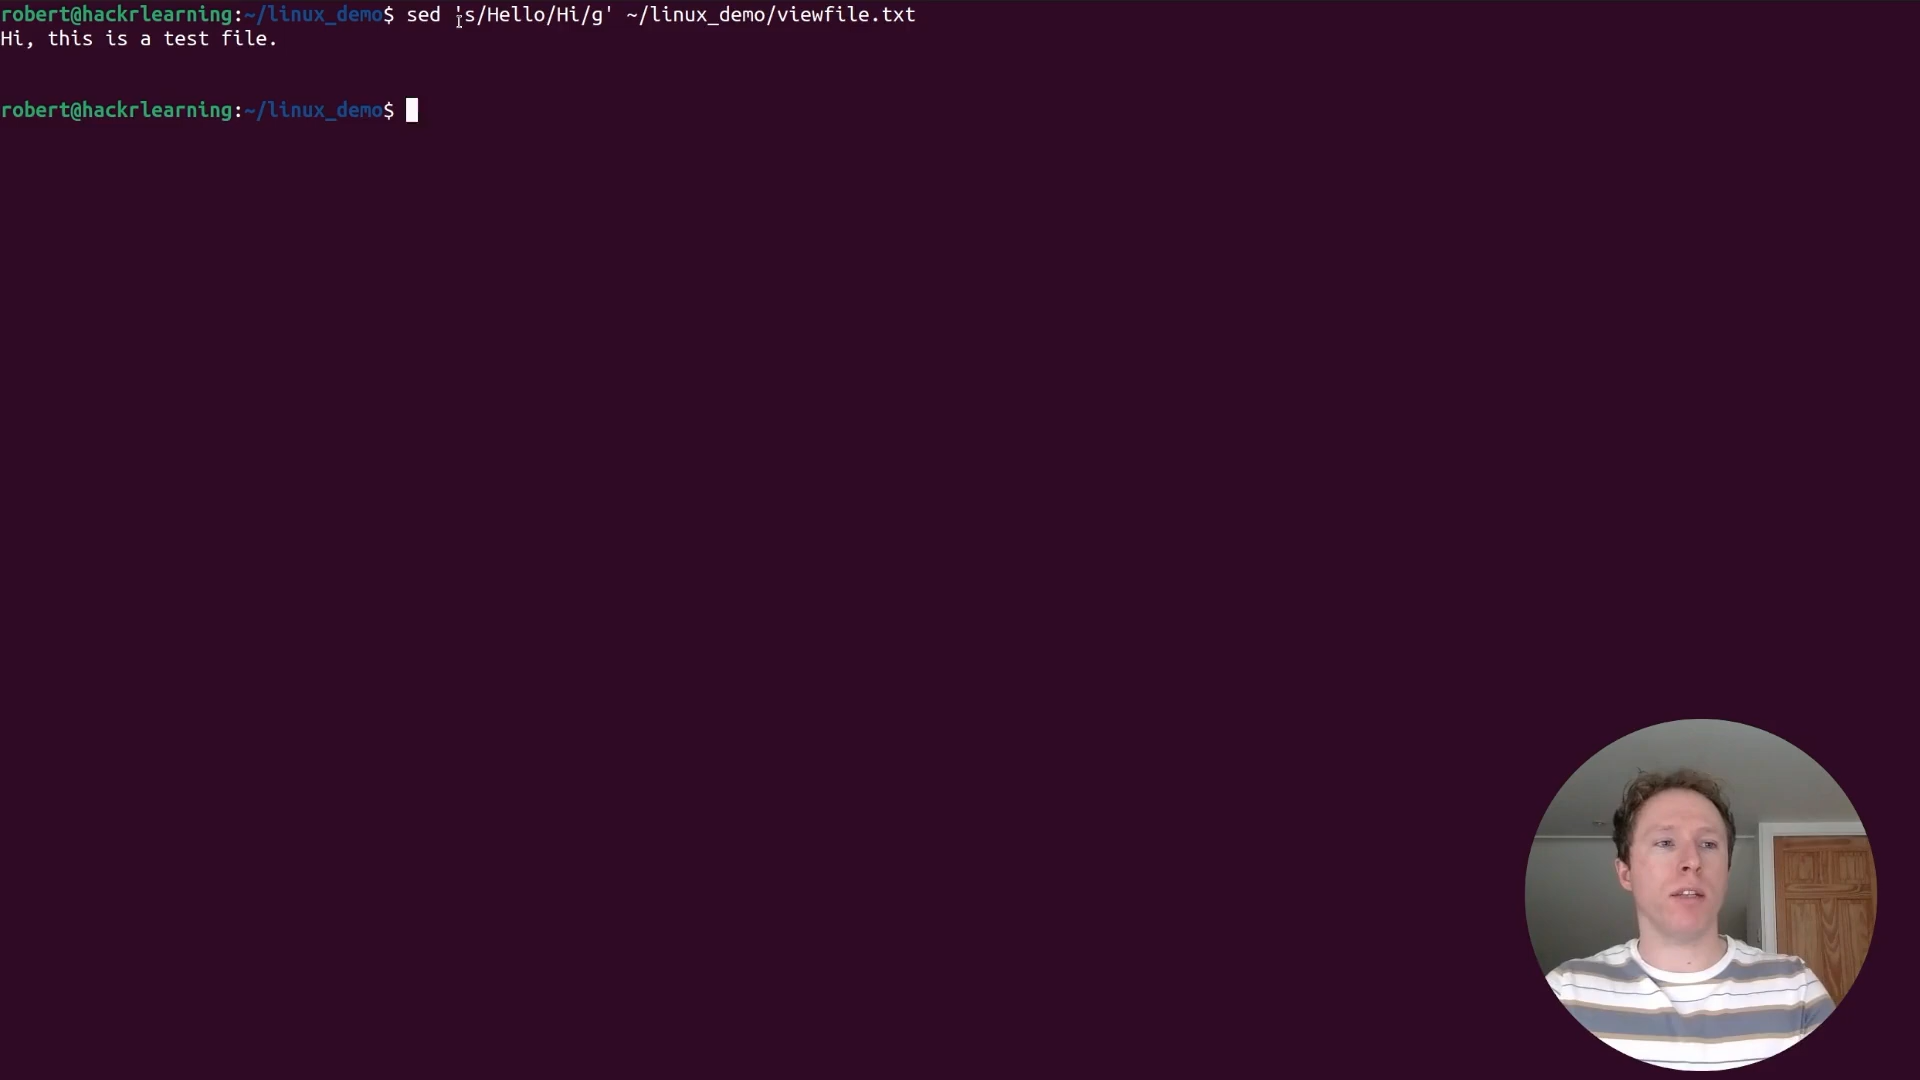 robert@hackrlearning:~/linux_demo$ sed 's/Hello/Hi/g' ~/linux_demo/viewfile.txt
Hi, this is a test file.
robert@hackrlearning:~/linux_demo$